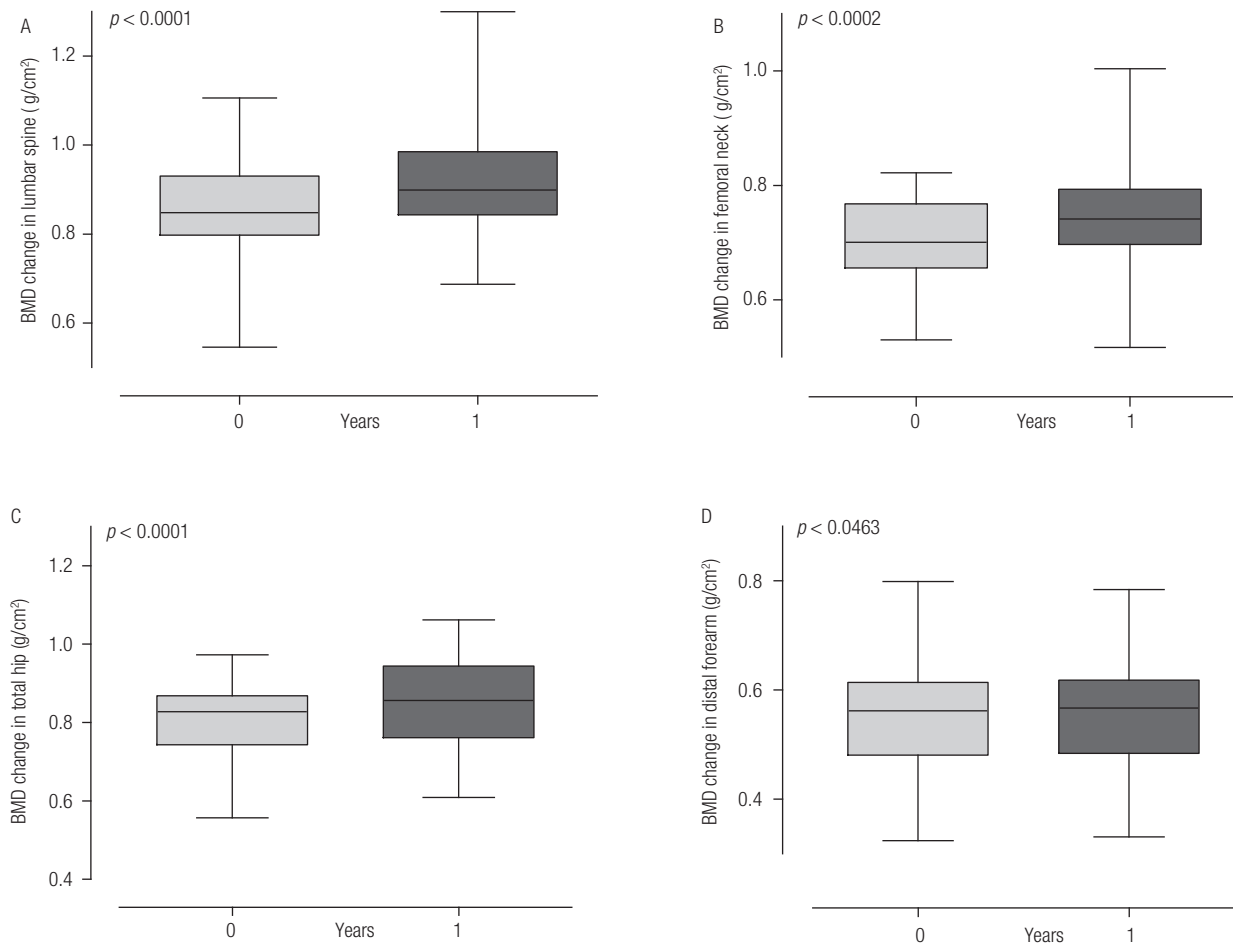 A
p < 0.0001
BMD change in lumbar spine ( g/cm²)
1.2
1.0
0.8
0.6
0 Years 1
B
p < 0.0002
BMD change in femoral neck ( g/cm²)
1.0
0.8
0.6
0 Years 1
C
p < 0.0001
BMD change in total hip (g/cm²)
1.2
1.0
0.8
0.6
0.4
0 Years 1
D
p < 0.0463
BMD change in distal forearm (g/cm²)
0.8
0.6
0.4
0 Years 1